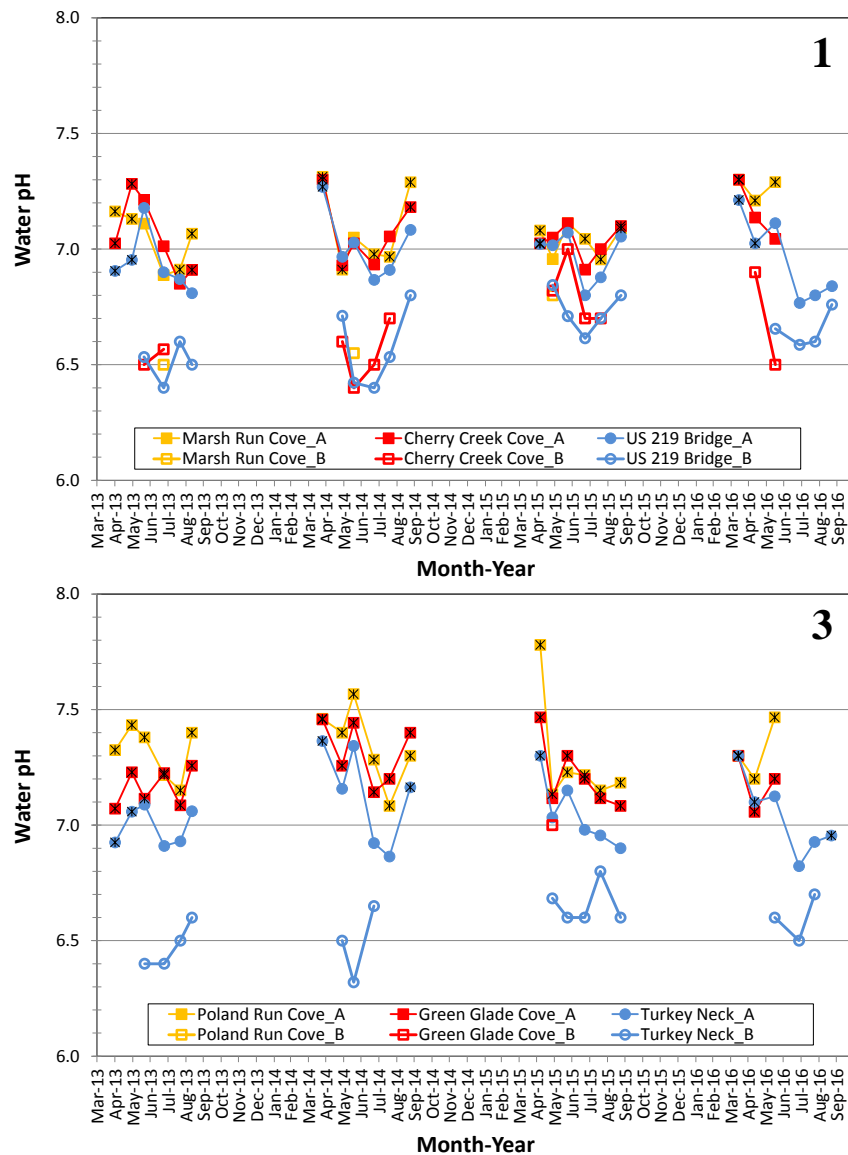 8.0
1
7.5
7.0
6.5
6.0
Water pH
Marsh Run Cove_A Cherry Creek Cove_A US 219 Bridge_A
Marsh Run Cove_B Cherry Creek Cove_B US 219 Bridge_B
Mar-13 Apr-13 May-13 Jun-13 Jul-13 Aug-13 Sep-13 Oct-13 Nov-13 Dec-13 Feb-14 Mar-14 Apr-14 May-14 Jun-14 Jul-14 Aug-14 Sep-14 Oct-14 Nov-14 Dec-14 Jan-15 Feb-15 Mar-15 Apr-15 May-15 Jun-15 Jul-15 Aug-15 Sep-15 Oct-15 Nov-15 Dec-15 Jan-16 Feb-16 Mar-16 Apr-16 May-16 Jun-16 Jul-16 Aug-16 Sep-16
Month-Year
8.0
3
7.5
7.0
6.5
6.0
Water pH
Poland Run Cove_A Green Glade Cove_A Turkey Neck_A
Poland Run Cove_B Green Glade Cove_B Turkey Neck_B
Mar-13 Apr-13 May-13 Jun-13 Jul-13 Aug-13 Sep-13 Oct-13 Nov-13 Dec-13 Feb-14 Mar-14 Apr-14 May-14 Jun-14 Jul-14 Aug-14 Sep-14 Oct-14 Nov-14 Dec-14 Jan-15 Feb-15 Mar-15 Apr-15 May-15 Jun-15 Jul-15 Aug-15 Sep-15 Oct-15 Nov-15 Dec-15 Jan-16 Feb-16 Mar-16 Apr-16 May-16 Jun-16 Jul-16 Aug-16 Sep-16
Month-Year